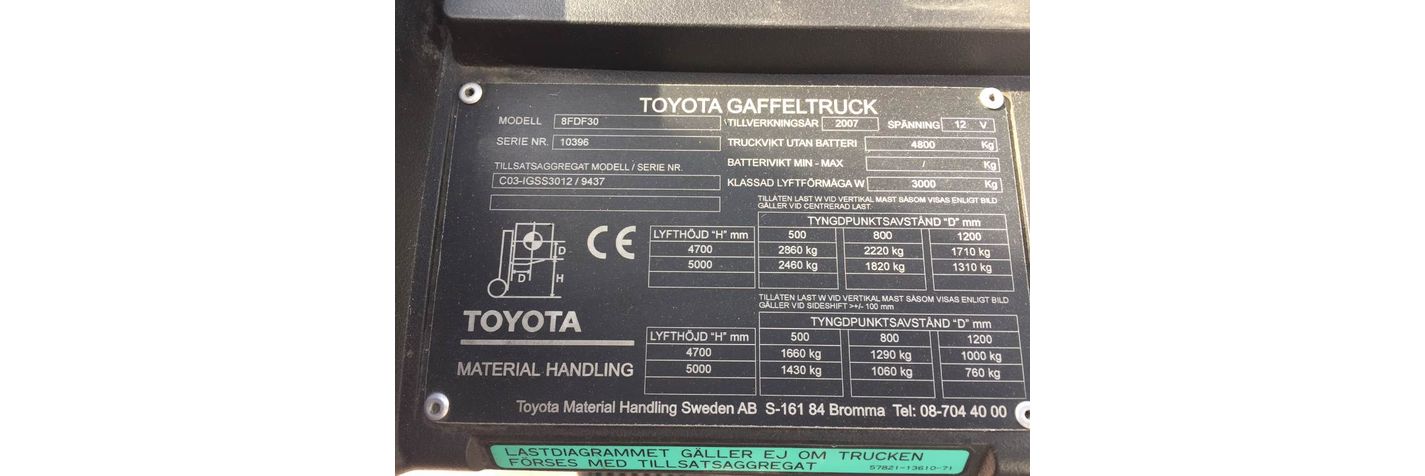 TOYOTA GAFFELTRUCK
MODELL 8FDF30 TILLVERKNINGSÅR 2007 SPÄNNING 12 V
SERIE NR. 10396 TRUCKVIKT UTAN BATTERI 4800 Kg
TILLSATSAGGREGAT MODELL / SERIE NR. BATTERIVIKT MIN - MAX / Kg
C03-IGSS3012 / 9437 KLASSAD LYFTFÖRMÅGA W 3000 Kg
TILLÅTEN LAST W VID VERTIKAL MAST SÅSOM VISAS ENLIGT BILD
GÄLLER VID CENTRERAD LAST
TYNGDPUNKTSAVSTÅND "D" mm
LYFTHÖJD "H" mm 500 800 1200
4700 2860 kg 2220 kg 1710 kg
5000 2460 kg 1820 kg 1310 kg
CE
D
D H
TILLÅTEN LAST W VID VERTIKAL MAST SÅSOM VISAS ENLIGT BILD
GÄLLER VID SIDESHIFT >+/- 100 mm
TOYOTA
MATERIAL HANDLING
TYNGDPUNKTSAVSTÅND "D" mm
LYFTHÖJD "H" mm 500 800 1200
4700 1660 kg 1290 kg 1000 kg
5000 1430 kg 1060 kg 760 kg
Toyota Material Handling Sweden AB S-161 84 Bromma Tel: 08-704 40 00
LASTDIAGRAMMET GÄLLER EJ OM TRUCKEN
FÖRSES MED TILLSATSAGGREGAT 57821-13610-71